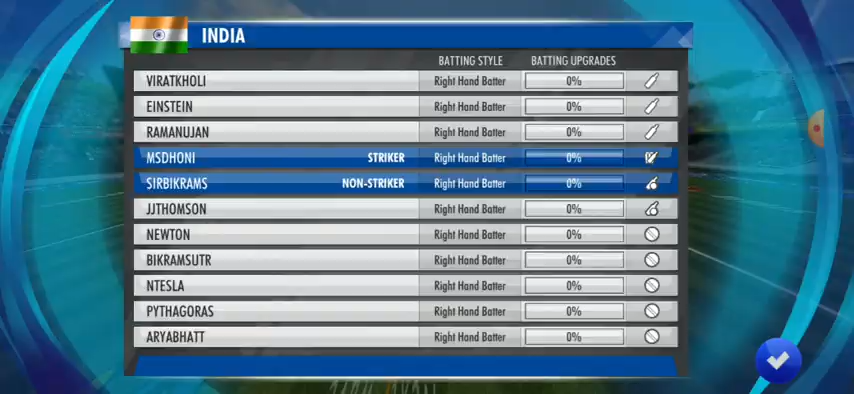 INDIA
BATTING STYLE BATTING UPGRADES
VIRATKHOLI Right Hand Batter 0%
EINSTEIN Right Hand Batter 0%
RAMANUJAN Right Hand Batter 0%
MSDHONI STRIKER Right Hand Batter 0%
SIRBIKRAMS NON-STRIKER Right Hand Batter 0%
JJTHOMSON Right Hand Batter 0%
NEWTON Right Hand Batter 0%
BIKRAMSUTR Right Hand Batter 0%
NTESLA Right Hand Batter 0%
PYTHAGORAS Right Hand Batter 0%
ARYABHATT Right Hand Batter 0%